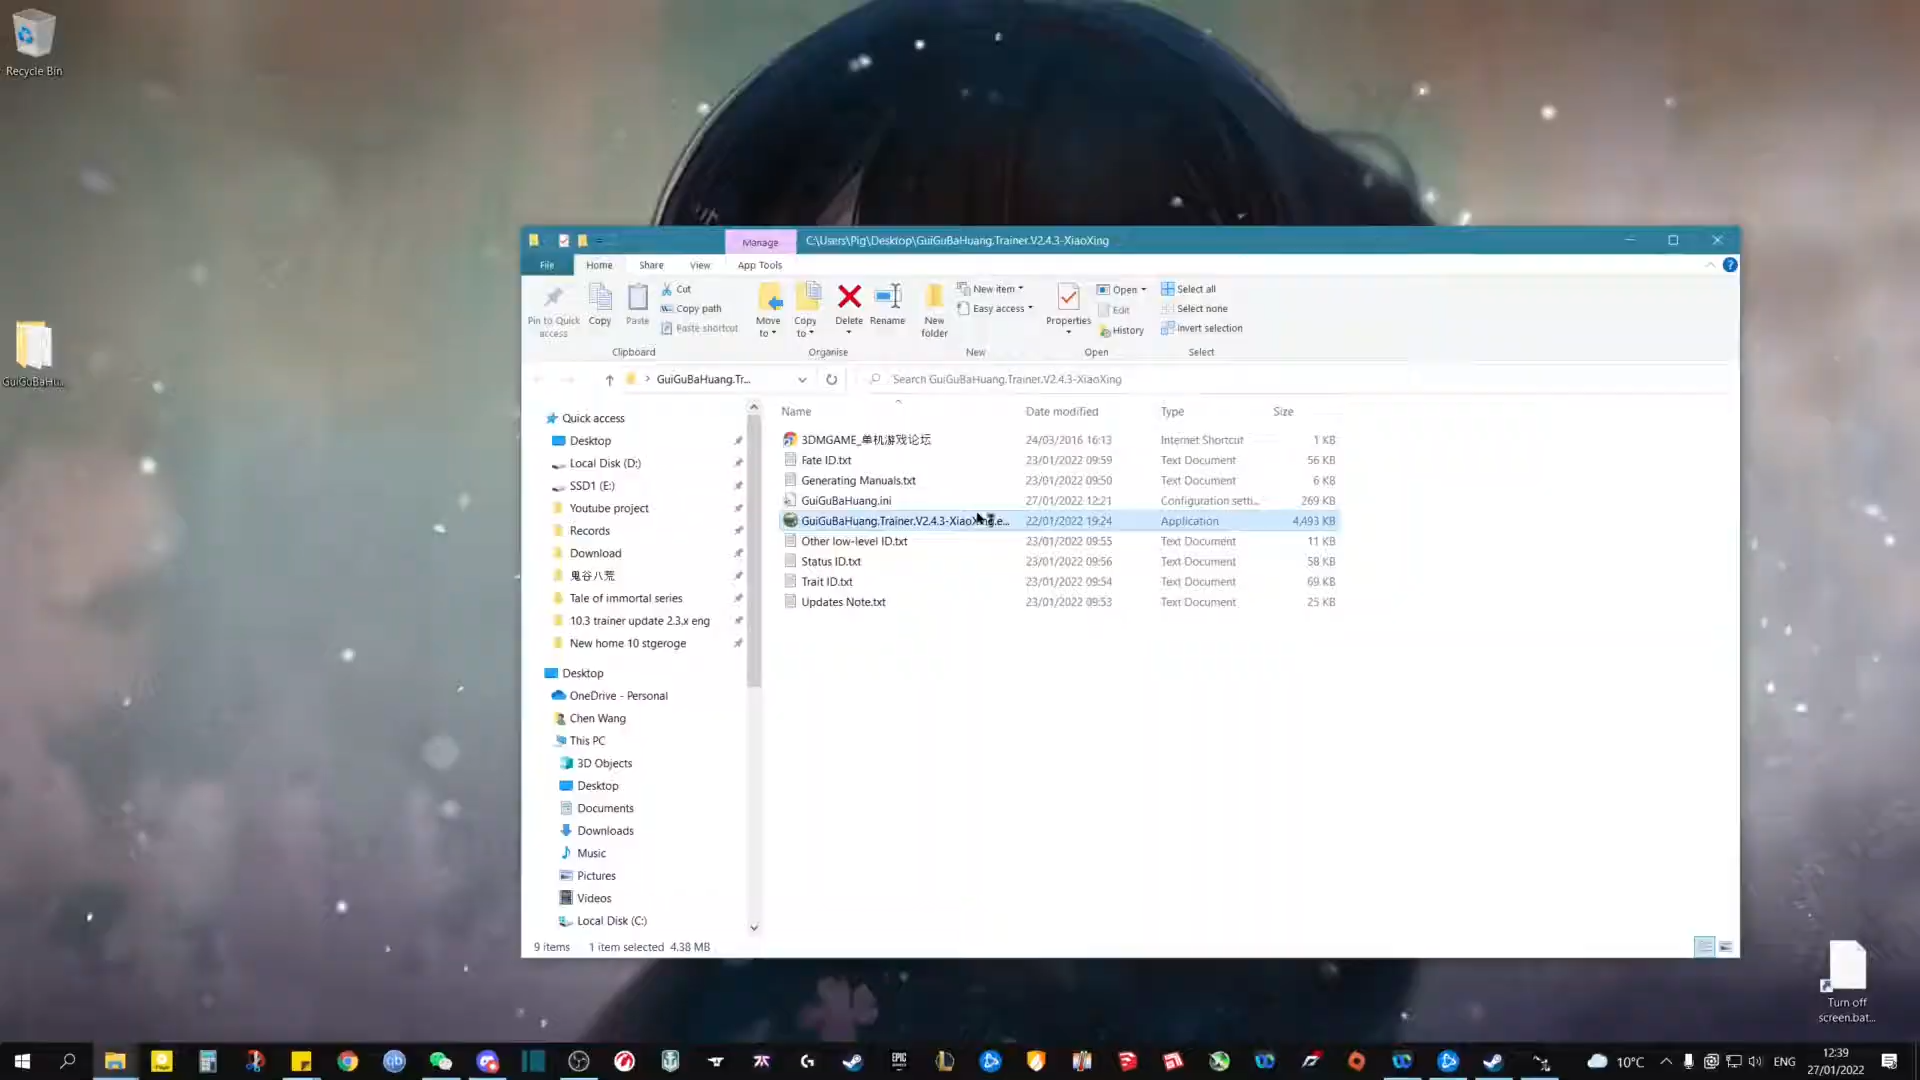 Recycle Bin
GuiGuBaHu...
Manage
C:\Users\Pig\Desktop\GuiGuBaHuang.Trainer.V2.4.3-XiaoXing
File Home Share View App Tools
Pin to Quick access
Copy
Paste
Cut
Copy path
Paste shortcut
Clipboard
Move to
Copy to
Delete
Rename
Organise
New folder
New item
Easy access
New
Properties
Open
Edit
History
Open
Select all
Select none
Invert selection
Select
GuiGuBaHuang.Tr...
Search GuiGuBaHuang.Trainer.V2.4.3-XiaoXing
Quick access
Desktop
Local Disk (D:)
SSD1 (E:)
Youtube project
Records
Download
鬼谷八荒
Tale of immortal series
10.3 trainer update 2.3.x eng
New home 10 stgeroge
Desktop
OneDrive - Personal
Chen Wang
This PC
3D Objects
Desktop
Documents
Downloads
Music
Pictures
Videos
Local Disk (C:)
Name Date modified Type Size
3DMGAME_单机游戏论坛 24/03/2016 16:13 Internet Shortcut 1 KB
Fate ID.txt 23/01/2022 09:59 Text Document 56 KB
Generating Manuals.txt 23/01/2022 09:50 Text Document 6 KB
GuiGuBaHuang.ini 27/01/2022 12:21 Configuration setti... 269 KB
GuiGuBaHuang.Trainer.V2.4.3-XiaoXing.e... 22/01/2022 19:24 Application 4,493 KB
Other low-level ID.txt 23/01/2022 09:55 Text Document 11 KB
Status ID.txt 23/01/2022 09:56 Text Document 58 KB
Trait ID.txt 23/01/2022 09:54 Text Document 69 KB
Updates Note.txt 23/01/2022 09:53 Text Document 25 KB
9 items 1 item selected 4.38 MB
Turn off
screen.bat...
qb
EPIC
GAMES
10°C
ENG
12:39
27/01/2022